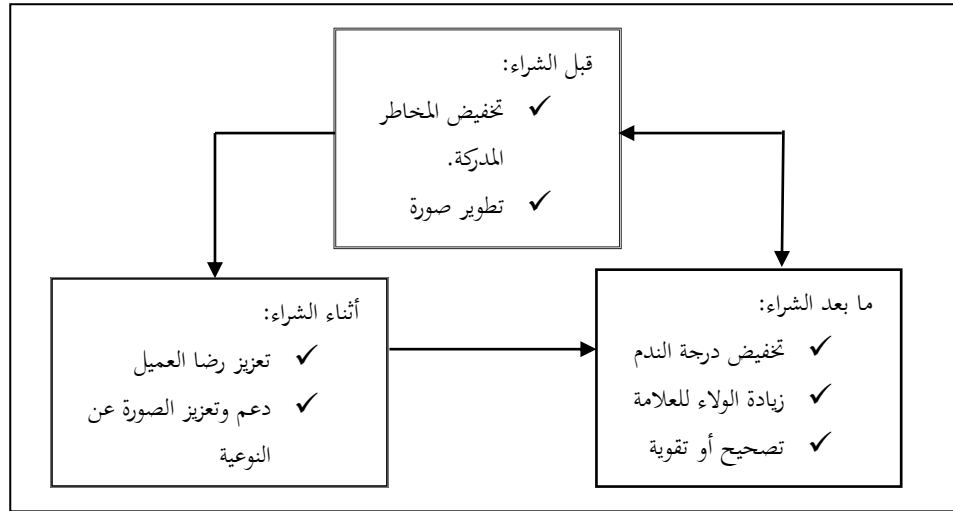 قبل الشراء:
✓ تخفيض المخاطر
المدركة.
✓ تطوير صورة
أثناء الشراء:
✓ تعزيز رضا العميل
✓ دعم وتعزيز الصورة عن
النوعية
ما بعد الشراء:
✓ تخفيض درجة الندم
✓ زيادة الولاء للعلامة
✓ تصحيح أو تقوية